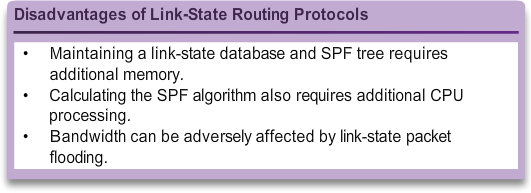 Disadvantages of Link-State Routing Protocols
• Maintaining a link-state database and SPF tree requires
additional memory.
• Calculating the SPF algorithm also requires additional CPU
processing.
• Bandwidth can be adversely affected by link-state packet
flooding.